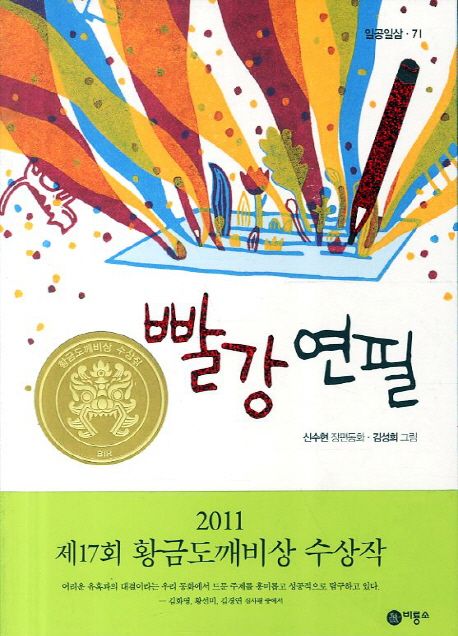 일공일삼 · 71
빨강 연필
황금도깨비상 수상작
BIH
신수현 장편동화 · 김성희 그림
2011
제17회 황금도깨비상 수상작
어려운 유혹과의 대결이라는 우리 동화에서 드문 주제를 흥미롭고 성공적으로 탐구하고 있다.
— 김화영, 황선미, 김경연 심사평 중에서
비룡소